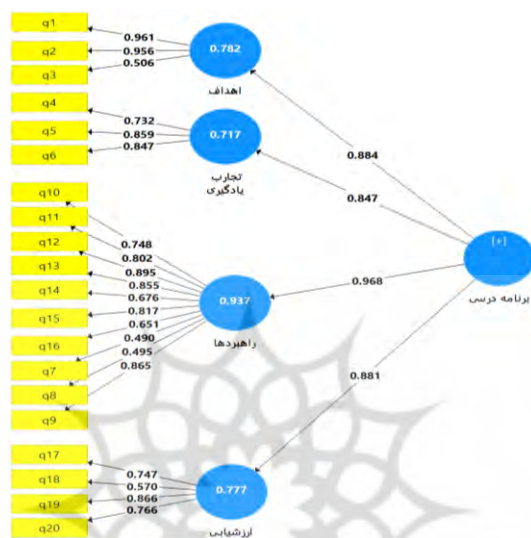 q1
q2
q3
0.961
0.956
0.506
0.782
اهداف
q4
q5
q6
0.732
0.859
0.847
0.717
تجارب
یادگیری
q10
q11
q12
q13
q14
q15
q16
q7
q8
q9
0.748
0.802
0.895
0.855
0.676
0.817
0.651
0.490
0.495
0.865
0.937
راهبردها
q17
q18
q19
q20
0.747
0.570
0.866
0.766
0.777
ارزشیابی
0.884
0.847
0.968
0.881
[+]
برنامه درسی